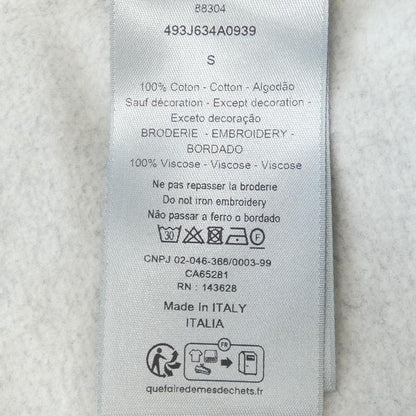 88304
493J634A0939
S
100% Coton - Cotton - Algodão
Sauf décoration - Except decoration -
Exceto decoração
BRODERIE - EMBROIDERY -
BORDADO
100% Viscose - Viscose - Viscose
Ne pas repasser la broderie
Do not iron embroidery
Não passar a ferro o bordado
30 F
CNPJ 02-046-366/0003-99
CA65281
RN : 143628
Made In ITALY
ITALIA
FR
quefairedemesdechets.fr